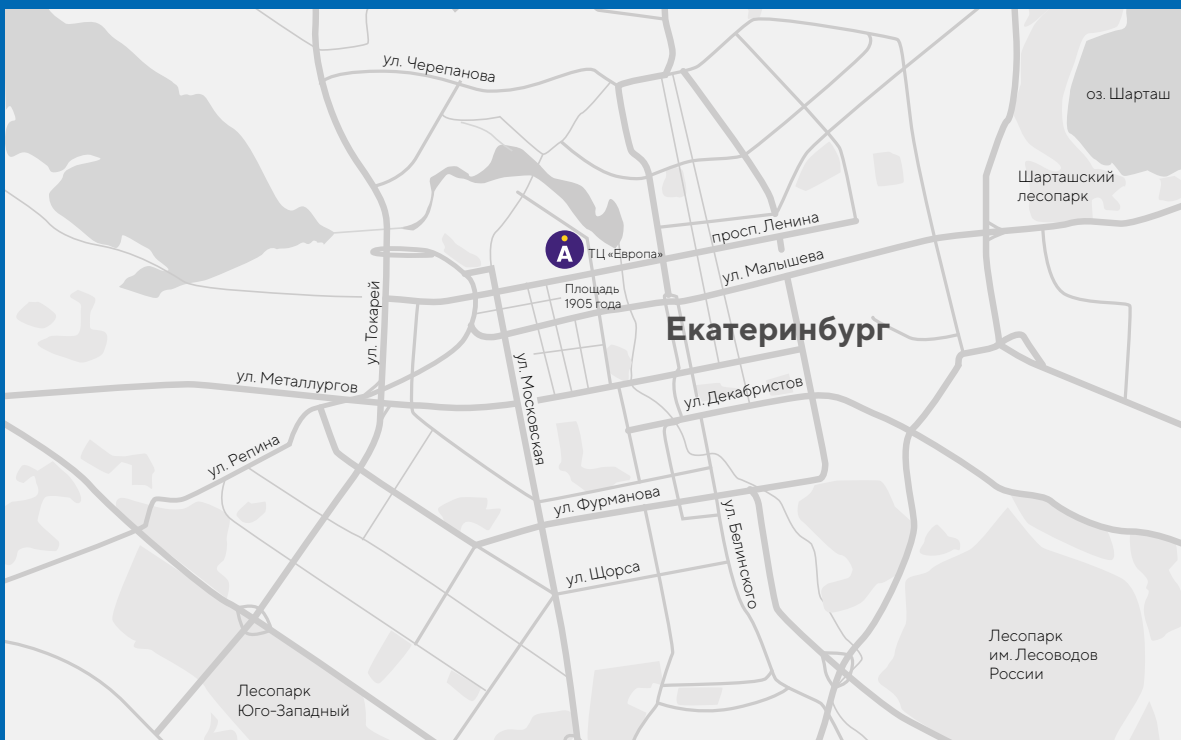 ул. Черепанова
оз. Шарташ
Шарташский
лесопарк
просп. Ленина
А
ТЦ «Европа»
ул. Малышева
Площадь
1905 года
ул. Токарей
Екатеринбург
ул. Металлургов
ул. Московская
ул. Декабристов
ул. Репина
ул. Фурманова
ул. Белинского
ул. Щорса
Лесопарк
им. Лесоводов
России
Лесопарк
Юго-Западный